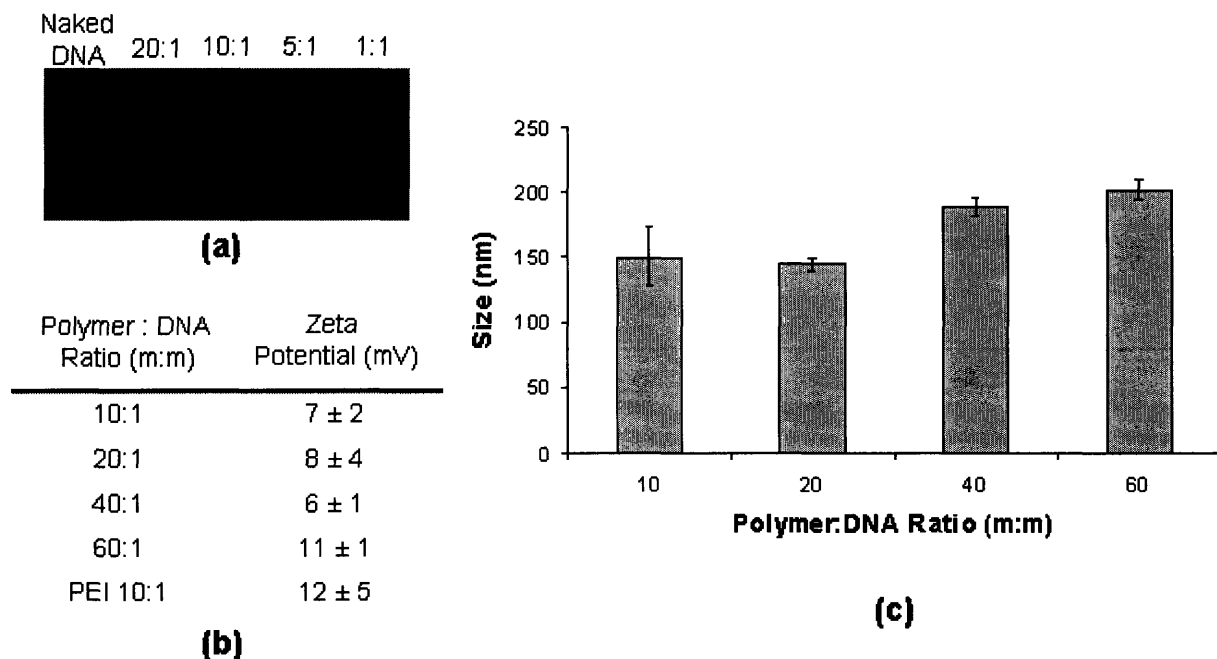 Naked
DNA 20:1 10:1 5:1 1:1
(a)
Polymer : DNA Ratio (m:m) Zeta Potential (mV)
10:1 7 ± 2
20:1 8 ± 4
40:1 6 ± 1
60:1 11 ± 1
PEI 10:1 12 ± 5
(b)
250
200
150
100
50
0
Size (nm)
10 20 40 60
Polymer:DNA Ratio (m:m)
(c)